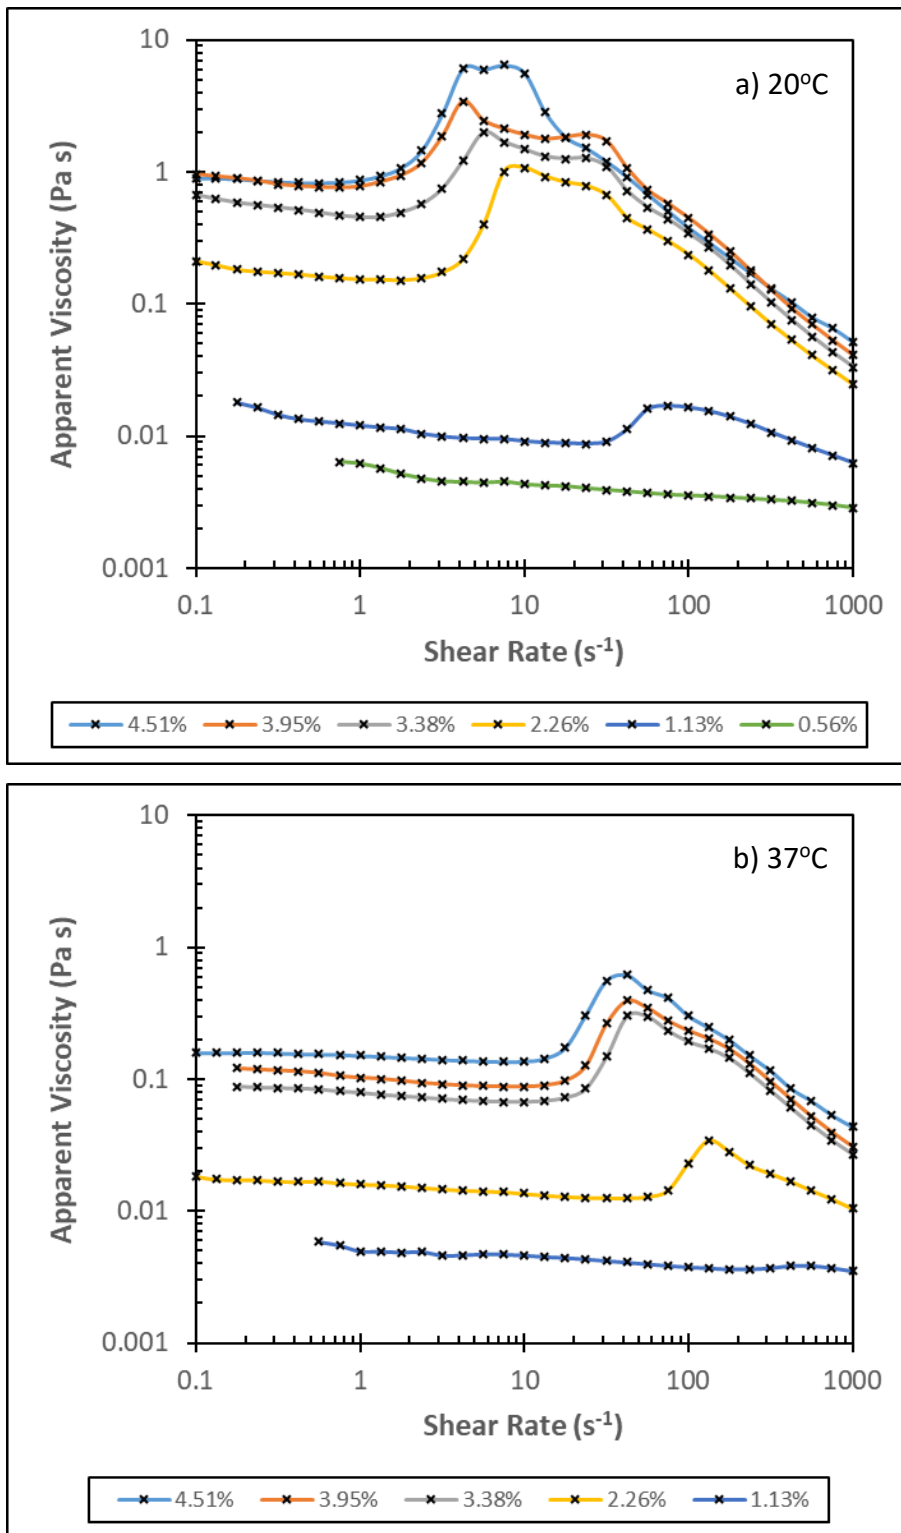 10
a) 20°C
1
0.1
0.01
0.001
Apparent Viscosity (Pa s)
0.1 1 10 100 1000
Shear Rate (s⁻¹)
4.51% 3.95% 3.38% 2.26% 1.13% 0.56%
10
b) 37°C
1
0.1
0.01
0.001
Apparent Viscosity (Pa s)
0.1 1 10 100 1000
Shear Rate (s⁻¹)
4.51% 3.95% 3.38% 2.26% 1.13%